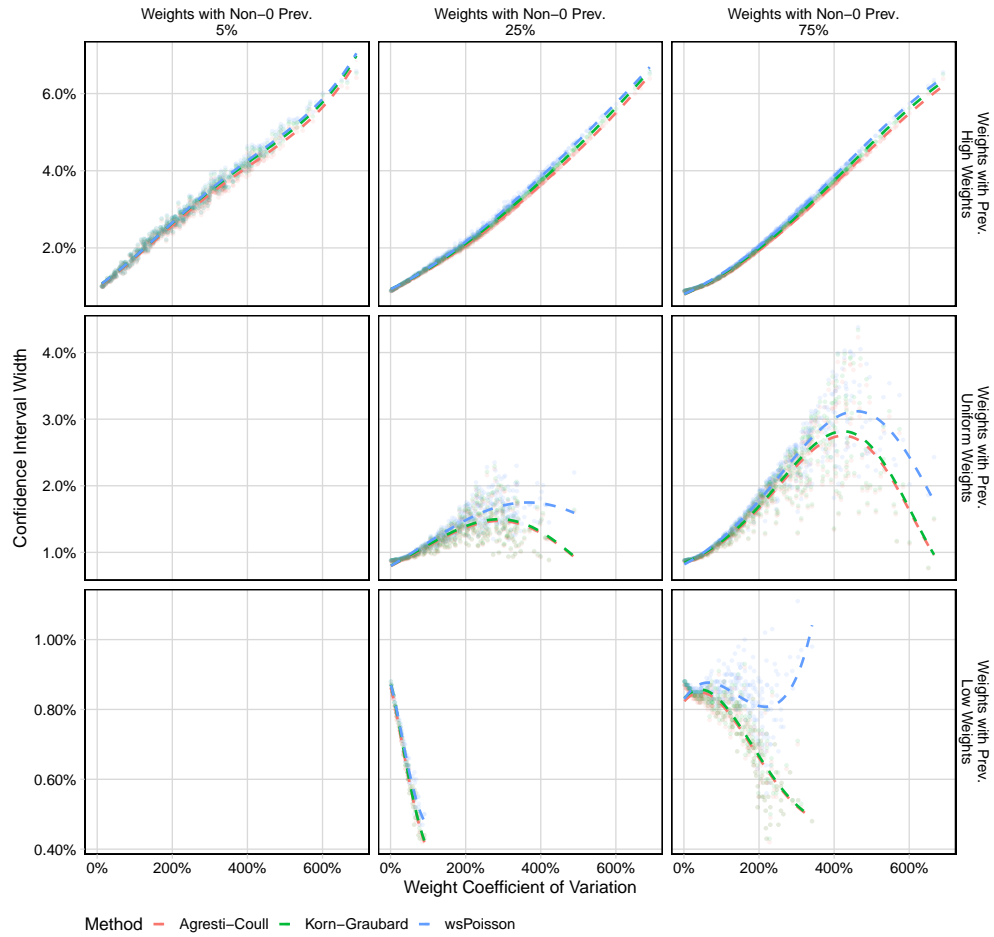 Weights with Non−0 Prev.
5%
Weights with Non−0 Prev.
25%
Weights with Non−0 Prev.
75%
6.0%
4.0%
2.0%
Weights with Prev.
High Weights
Confidence Interval Width
4.0%
3.0%
2.0%
1.0%
Weights with Prev.
Uniform Weights
1.00%
0.80%
0.60%
0.40%
Weights with Prev.
Low Weights
0% 200% 400% 600% 0% 200% 400% 600% 0% 200% 400% 600%
Weight Coefficient of Variation
Method Agresti−Coull Korn−Graubard wsPoisson